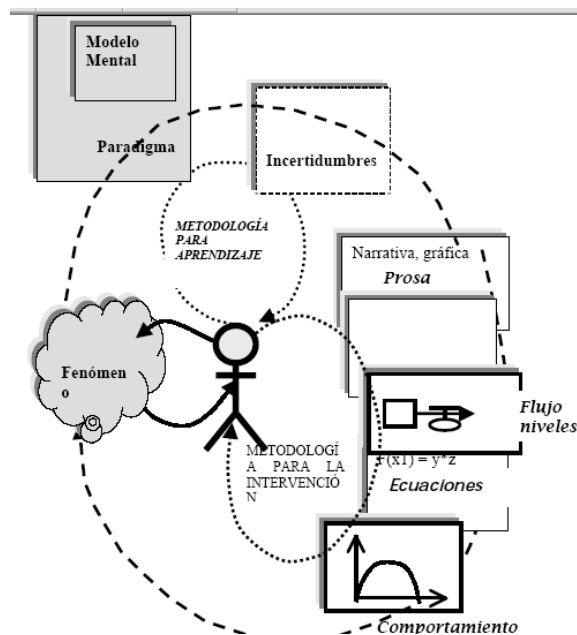 Modelo
Mental
Paradigma
Incertidumbres
METODOLOGÍA
PARA
APRENDIZAJE
Narrativa, gráfica
Prosa
Fenómen
o
Flujo
niveles
METODOLOGÍ
A PARA LA
INTERVENCIÓ
N
F(x1) = y*z
Ecuaciones
Comportamiento